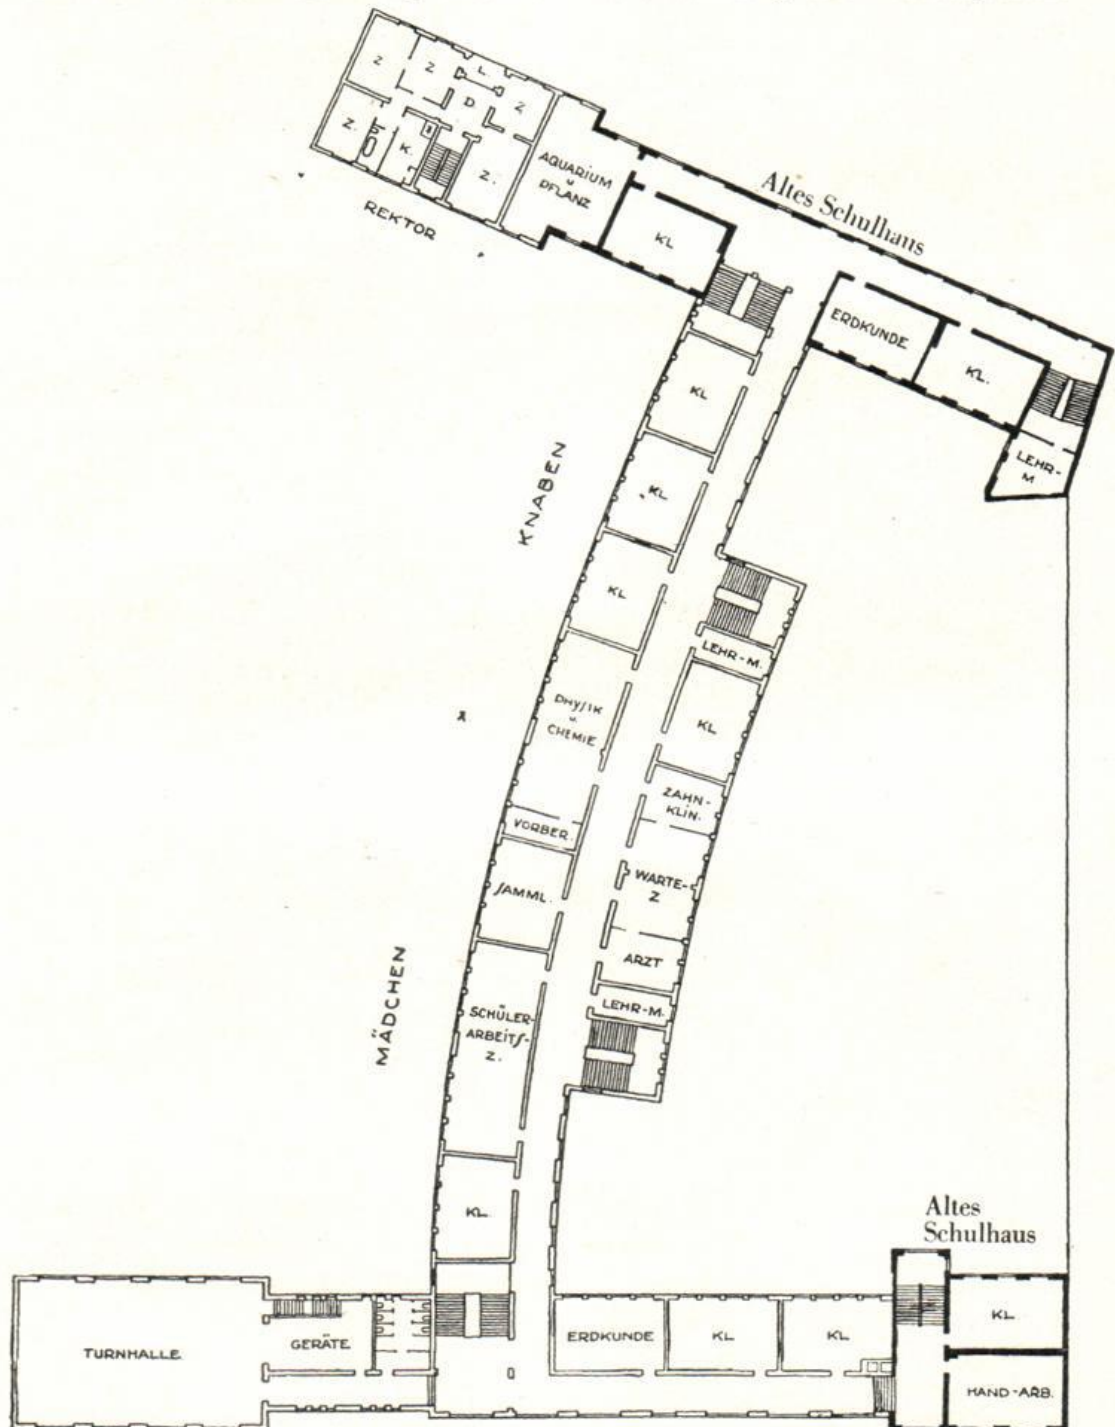 Z
Z
L.
Z
D
Z.
K.
Z.
AQUARIUM
u
PFLANZ
REKTOR
KL
Altes Schulhaus
ERDKUNDE
KL.
LEHR-
M.
KL
KL
KL
KNABEN
LEHR-M.
KL
PHYSIK
u.
CHEMIE
ZAHN-
KLIN.
VORBER.
WARTE-
Z
SAMML.
ARZT
LEHR-M.
MÄDCHEN
SCHÜLER-
ARBEITS-
Z.
KL.
Altes
Schulhaus
TURNHALLE
GERÄTE
ERDKUNDE
KL
KL
KL
HAND-ARB.